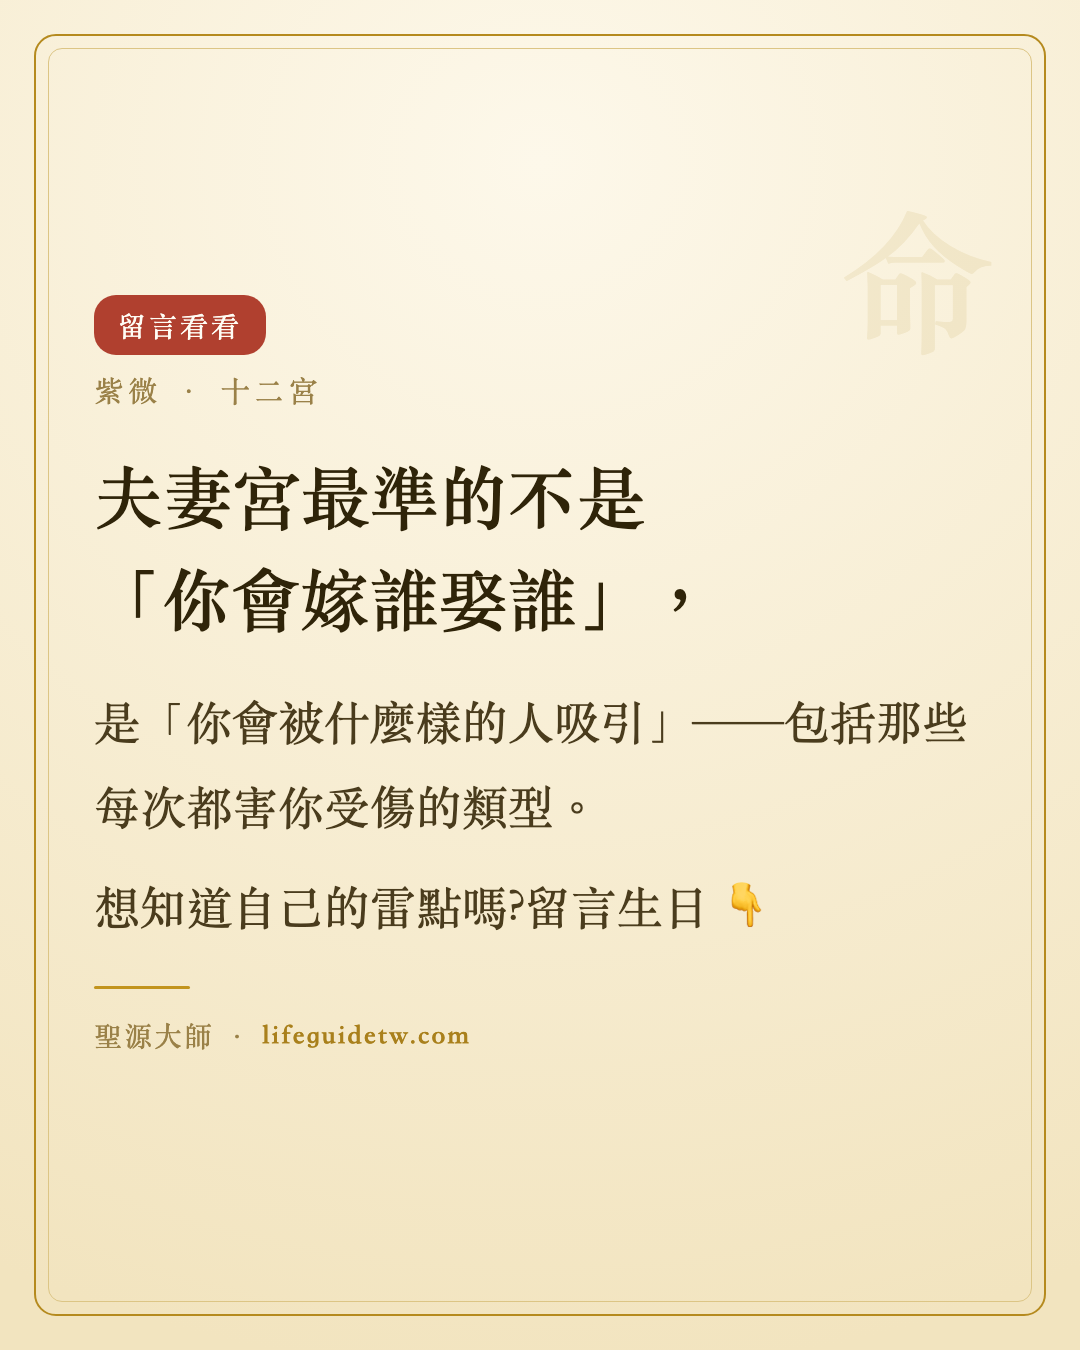 命
留言看看
紫微 · 十二宮
夫妻宮最準的不是
「你會嫁誰娶誰」，
是「你會被什麼樣的人吸引」——包括那些
每次都害你受傷的類型。
想知道自己的雷點嗎?留言生日 👇
聖源大師 · lifeguidetw.com